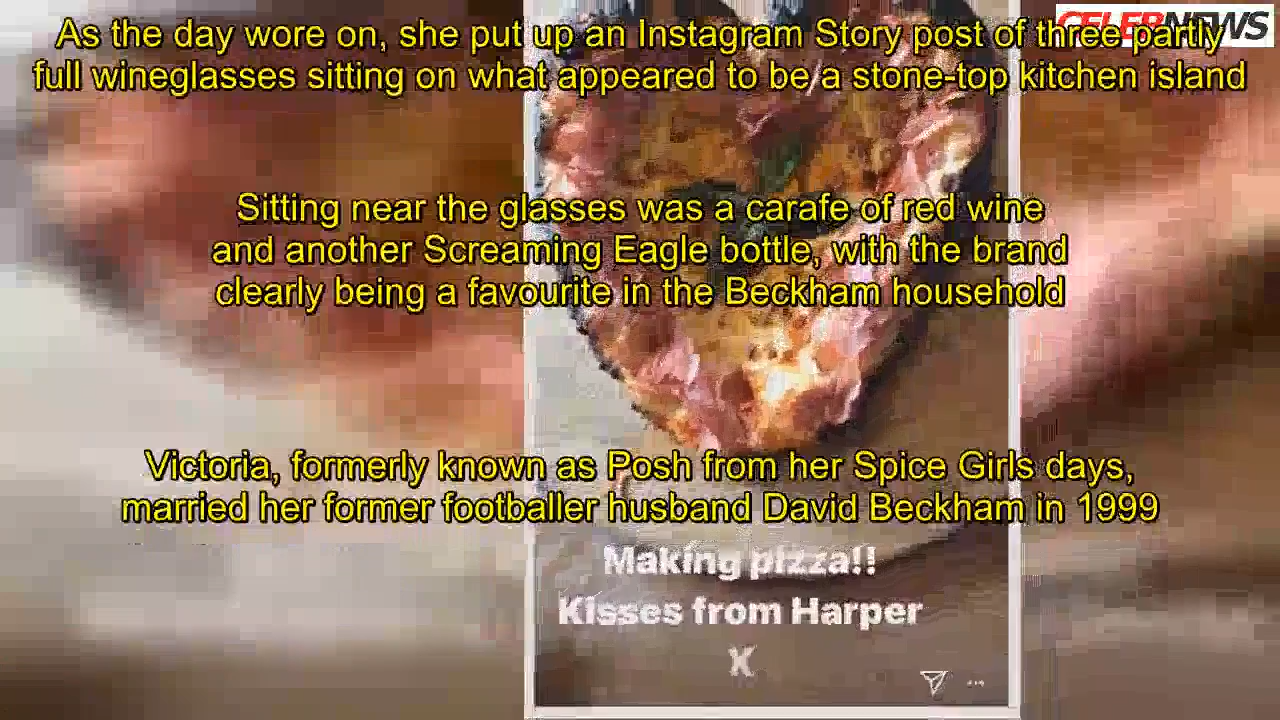 CELEBNEWS
As the day wore on, she put up an Instagram Story post of three partly
full wineglasses sitting on what appeared to be a stone-top kitchen island
Sitting near the glasses was a carafe of red wine
and another Screaming Eagle bottle, with the brand
clearly being a favourite in the Beckham household
Victoria, formerly known as Posh from her Spice Girls days,
married her former footballer husband David Beckham in 1999
Making pizza!!
Kisses from Harper
X